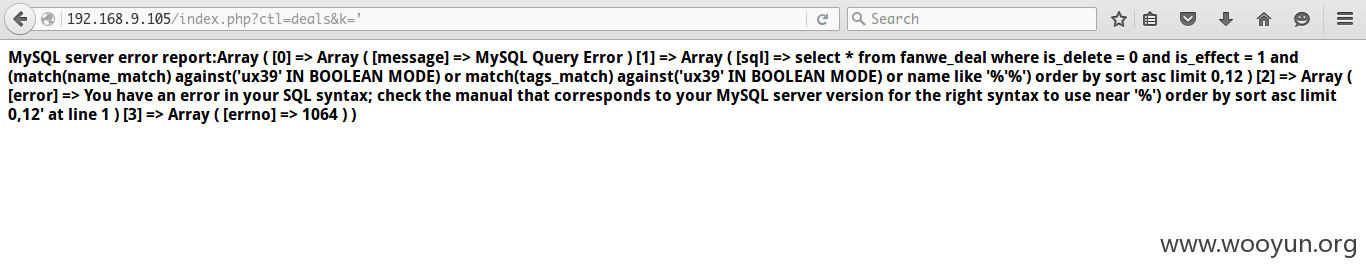 192.168.9.105/index.php?ctl=deals&k='
Search
MySQL server error report:Array ( [0] => Array ( [message] => MySQL Query Error ) [1] => Array ( [sql] => select * from fanwe_deal where is_delete = 0 and is_effect = 1 and
(match(name_match) against('ux39' IN BOOLEAN MODE) or match(tags_match) against('ux39' IN BOOLEAN MODE) or name like '%'%') order by sort asc limit 0,12 ) [2] => Array (
[error] => You have an error in your SQL syntax; check the manual that corresponds to your MySQL server version for the right syntax to use near '%') order by sort asc limit
0,12' at line 1 ) [3] => Array ( [errno] => 1064 ) )
www.wooyun.org